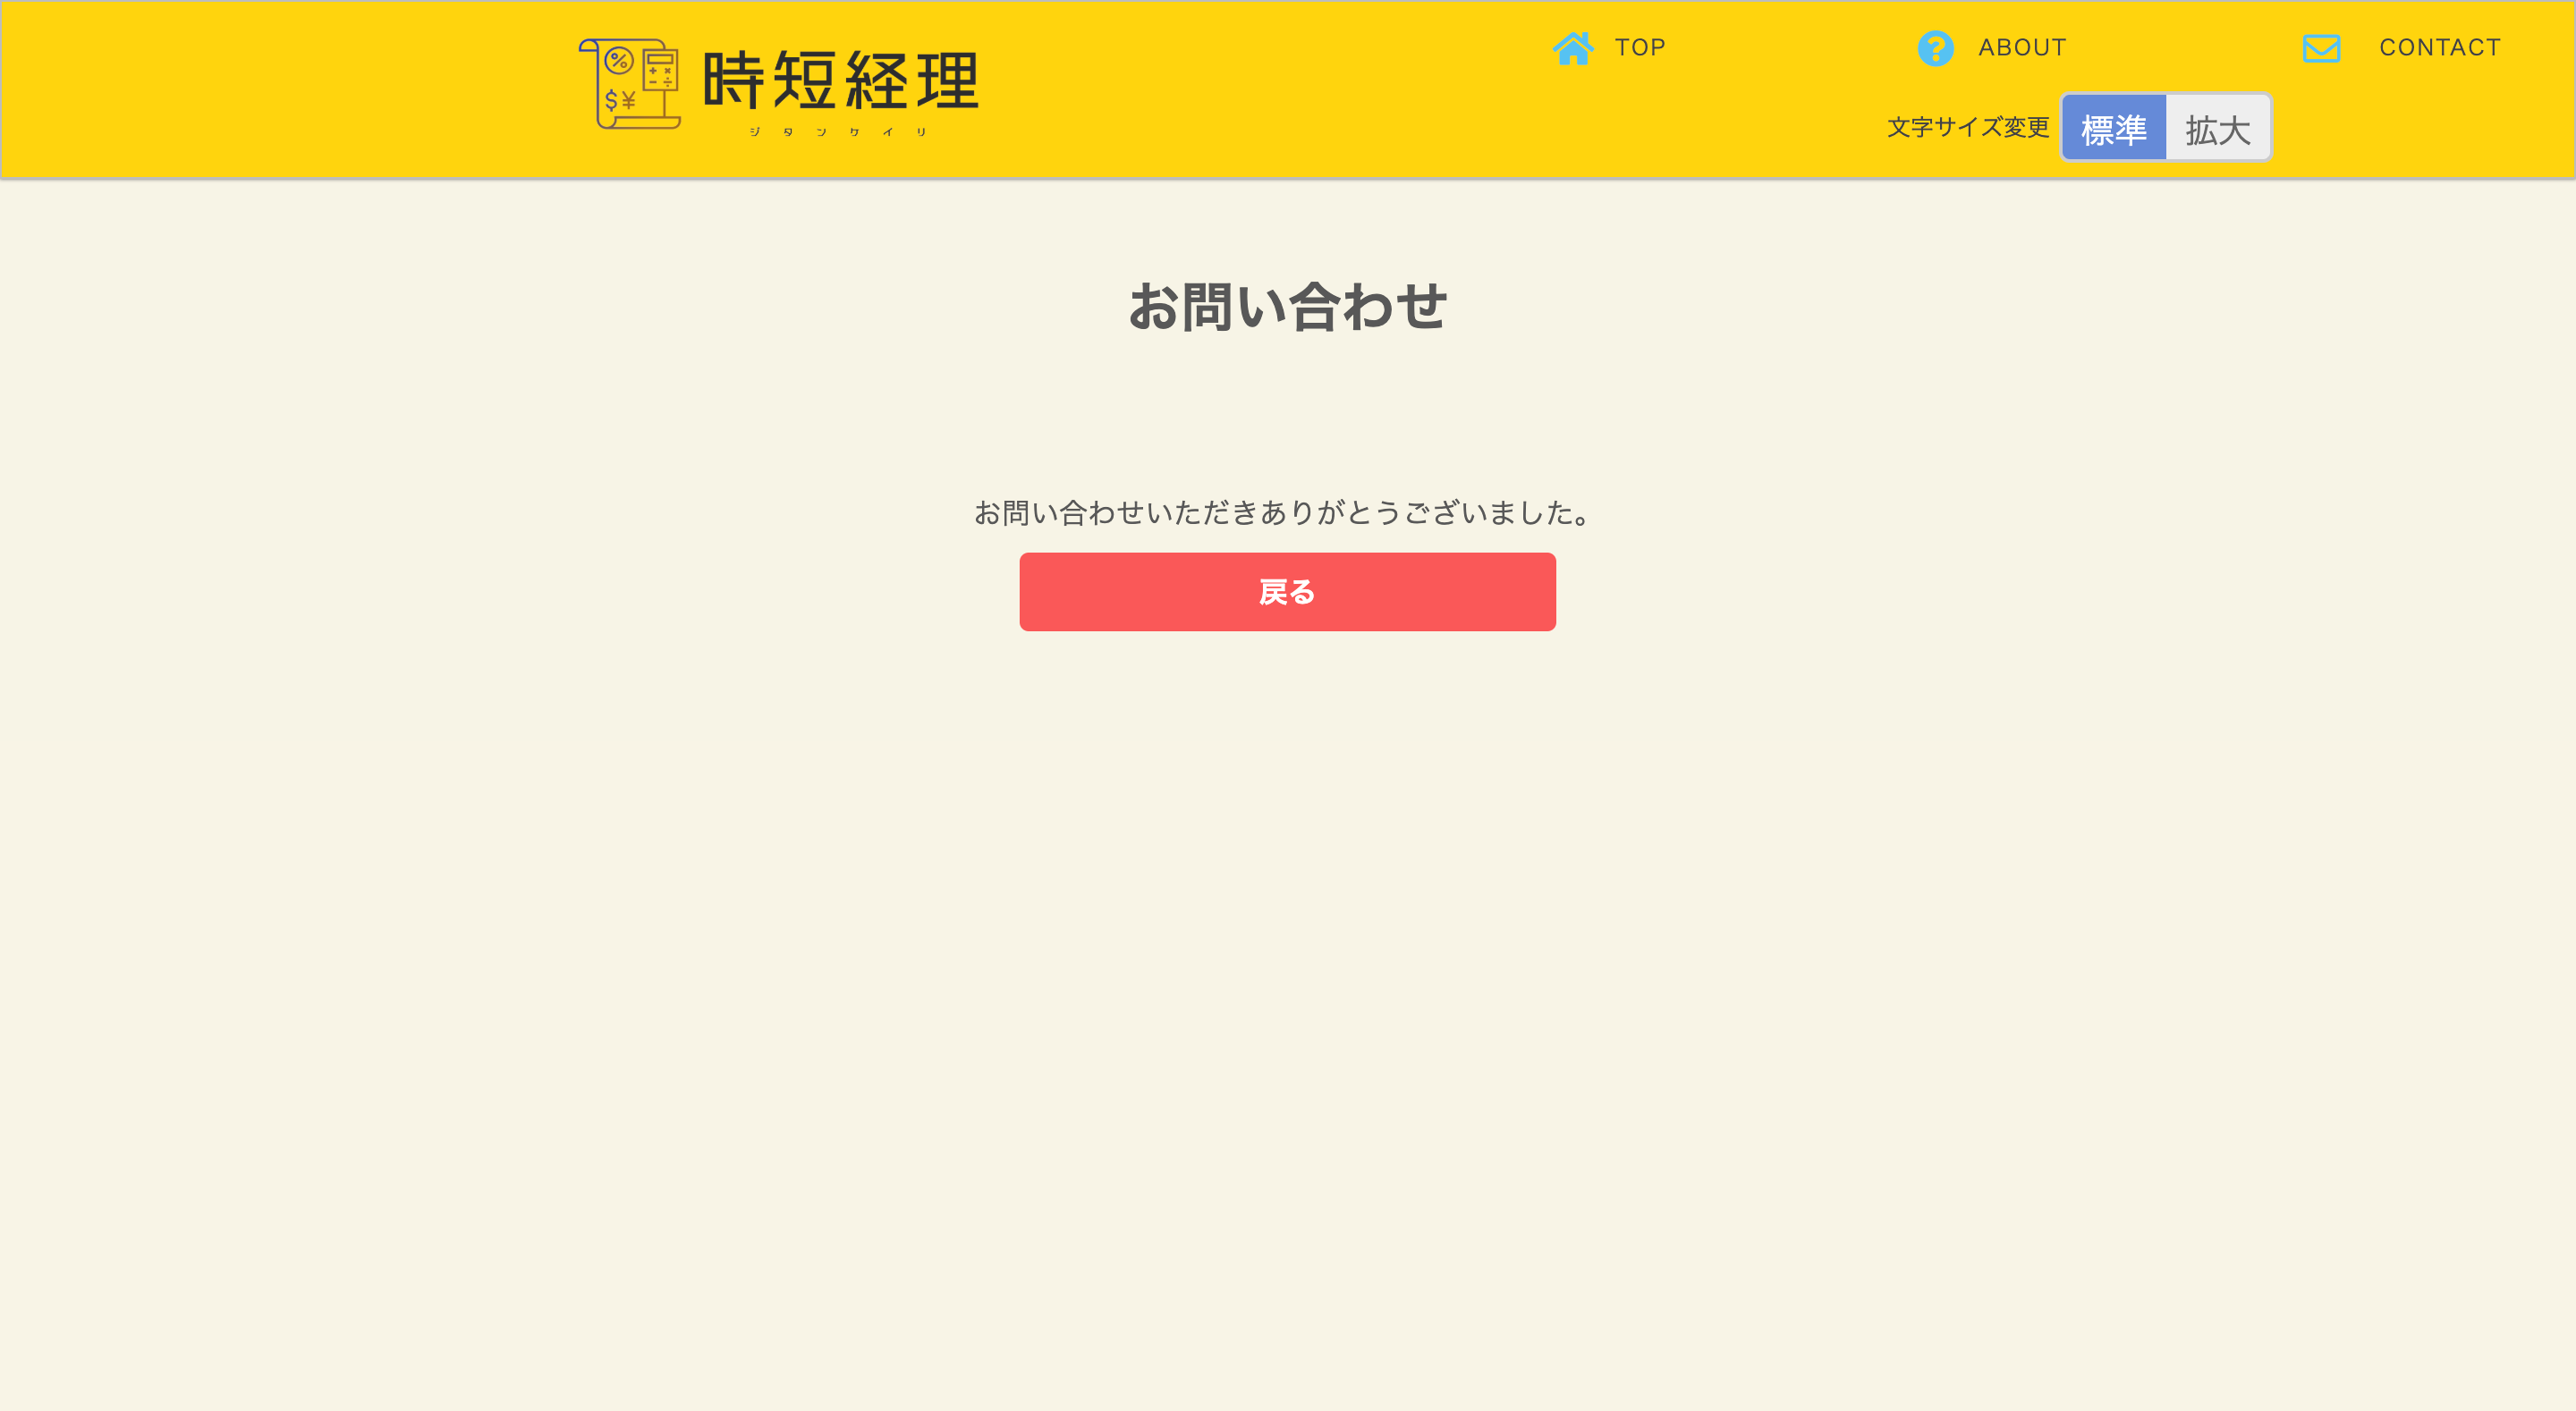 時短経理
ジタンケイリ
TOP
ABOUT
CONTACT
文字サイズ変更
標準
拡大
お問い合わせ
お問い合わせいただきありがとうございました。
戻る